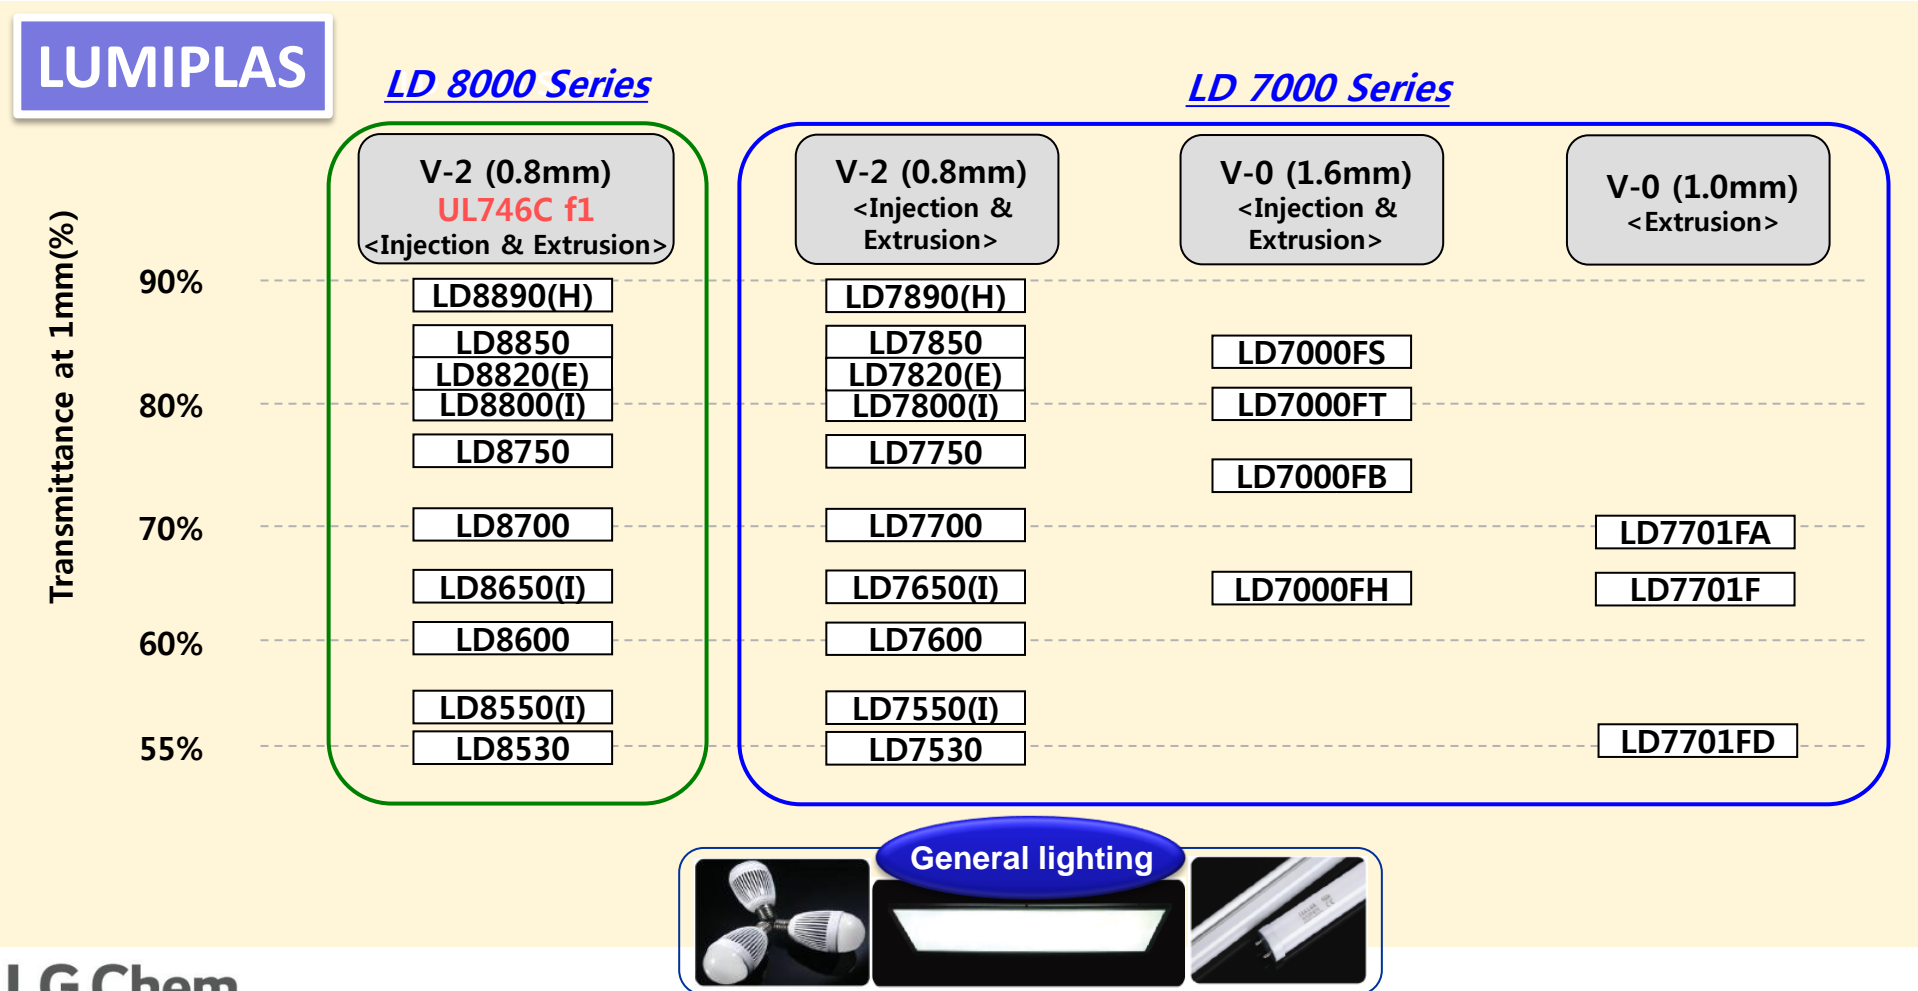 LUMIPLAS
LD 8000 Series
LD 7000 Series
V-2 (0.8mm)
UL746C f1
<Injection & Extrusion>
V-2 (0.8mm)
<Injection &
Extrusion>
V-0 (1.6mm)
<Injection &
Extrusion>
V-0 (1.0mm)
<Extrusion>
Transmittance at 1mm(%)
90%
80%
70%
60%
55%
LD8890(H)
LD8850
LD8820(E)
LD8800(I)
LD8750
LD8700
LD8650(I)
LD8600
LD8550(I)
LD8530
LD7890(H)
LD7850
LD7820(E)
LD7800(I)
LD7750
LD7700
LD7650(I)
LD7600
LD7550(I)
LD7530
LD7000FS
LD7000FT
LD7000FB
LD7000FH
LD7701FA
LD7701F
LD7701FD
General lighting
LG Chem